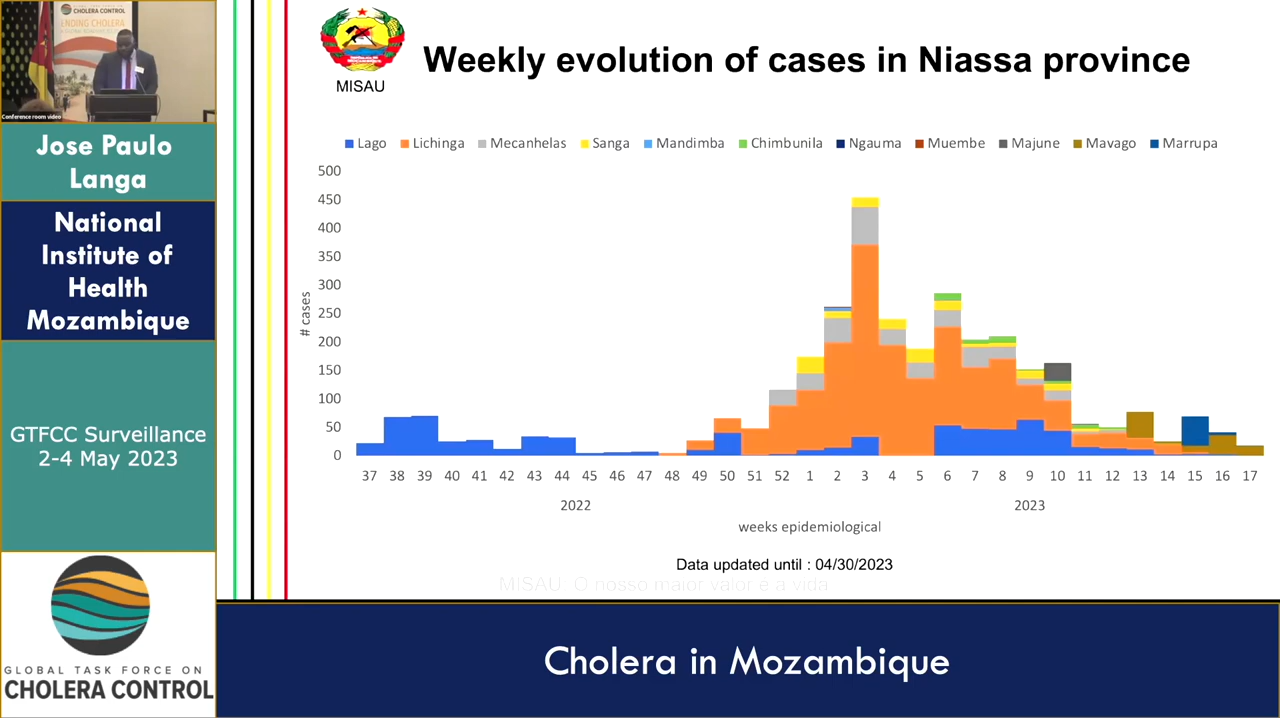 CHOLERA CONTROL
ENDING CHOLERA
Conference room video
Jose Paulo
Langa
National
Institute of
Health
Mozambique
GTFCC Surveillance
2-4 May 2023
GLOBAL TASK FORCE ON
CHOLERA CONTROL
MISAU
Weekly evolution of cases in Niassa province
Lago Lichinga Mecanhelas Sanga Mandimba Chimbunila Ngauma Muembe Majune Mavago Marrupa
# cases
500
450
400
350
300
250
200
150
100
50
0
37 38 39 40 41 42 43 44 45 46 47 48 49 50 51 52 1 2 3 4 5 6 7 8 9 10 11 12 13 14 15 16 17
2022 2023
weeks epidemiological
Data updated until : 04/30/2023
MISAU. O nosso maior valor é a vida
Cholera in Mozambique